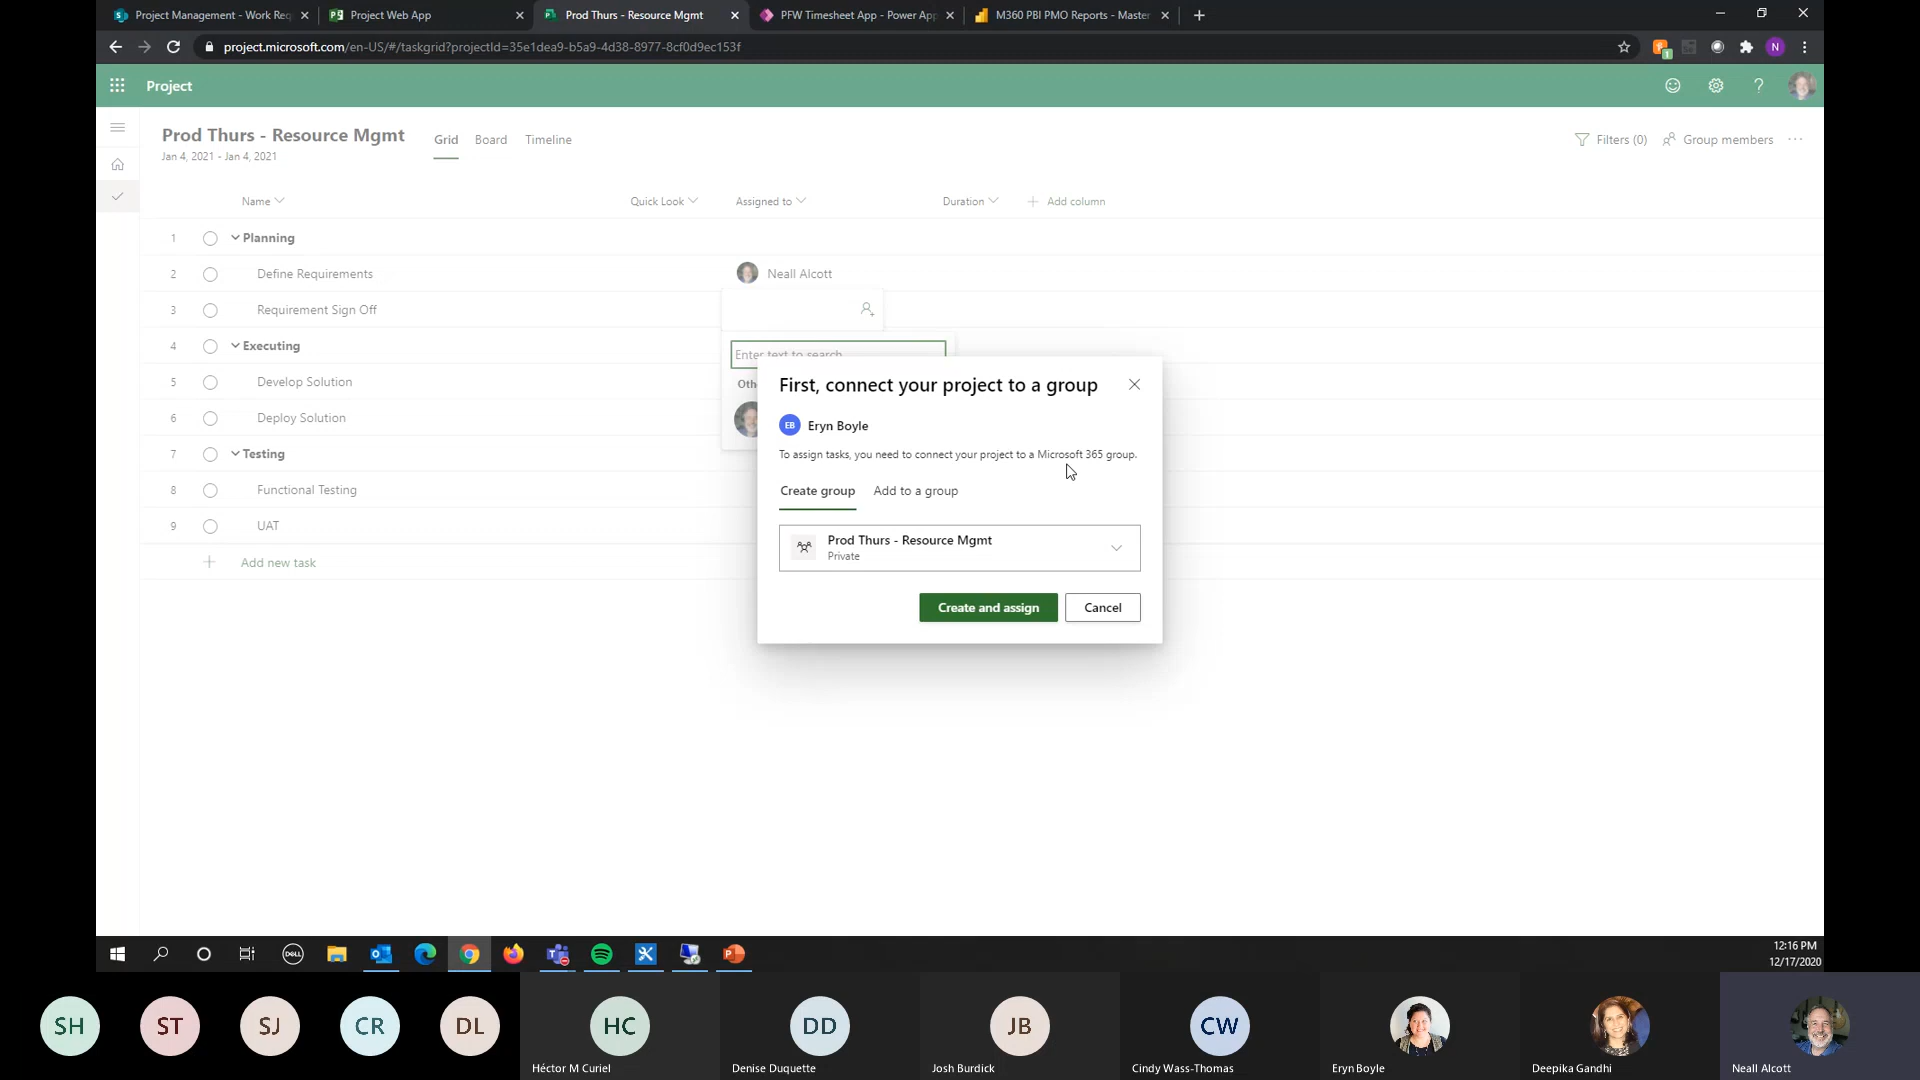 Project Management - Work Req
Project Web App
Prod Thurs - Resource Mgmt
PFW Timesheet App - Power App
M360 PBI PMO Reports - Master
project.microsoft.com/en-US/#/taskgrid?projectId=35e1dea9-b5a9-4d38-8977-8cf0d9ec153f
N
Project
Prod Thurs - Resource Mgmt
Jan 4, 2021 - Jan 4, 2021
Grid
Board
Timeline
Filters (0)
Group members
Name
Quick Look
Assigned to
Duration
Add column
1 Planning
2 Define Requirements Neall Alcott
3 Requirement Sign Off
4 Executing
Enter text to search
5 Develop Solution
Oth
6 Deploy Solution
7 Testing
8 Functional Testing
9 UAT
Add new task
First, connect your project to a group
EB Eryn Boyle
To assign tasks, you need to connect your project to a Microsoft 365 group.
Create group
Add to a group
Prod Thurs - Resource Mgmt
Private
Create and assign
Cancel
DELL
12:16 PM
12/17/2020
SH
ST
SJ
CR
DL
HC
DD
JB
CW
Héctor M Curiel
Denise Duquette
Josh Burdick
Cindy Wass-Thomas
Eryn Boyle
Deepika Gandhi
Neall Alcott